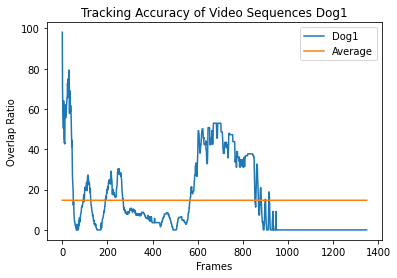 Tracking Accuracy of Video Sequences Dog1
Dog1
Average
Overlap Ratio
100
80
60
40
20
0
0 200 400 600 800 1000 1200 1400
Frames